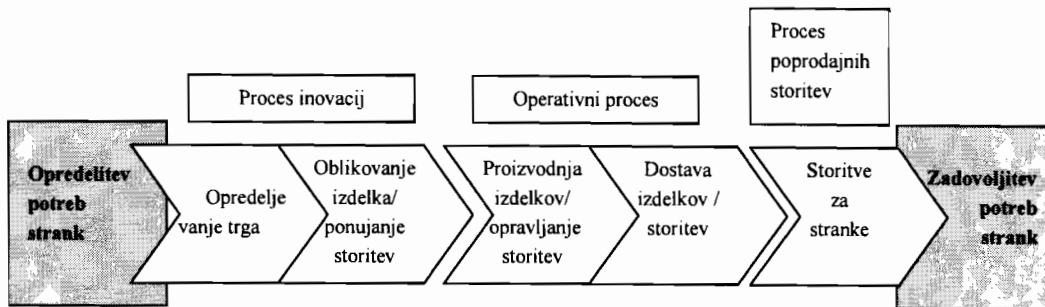 Proces inovacij
Operativni proces
Proces
poprodajnih
storitev
Opredelitev
potreb
strank
Opredelje
vanje trga
Oblikovanje
izdelka/
ponujanje
storitev
Proizvodnja
izdelkov/
opravljanje
storitev
Dostava
izdelkov /
storitev
Storitve
za
stranke
Zadovoljitev
potreb
strank